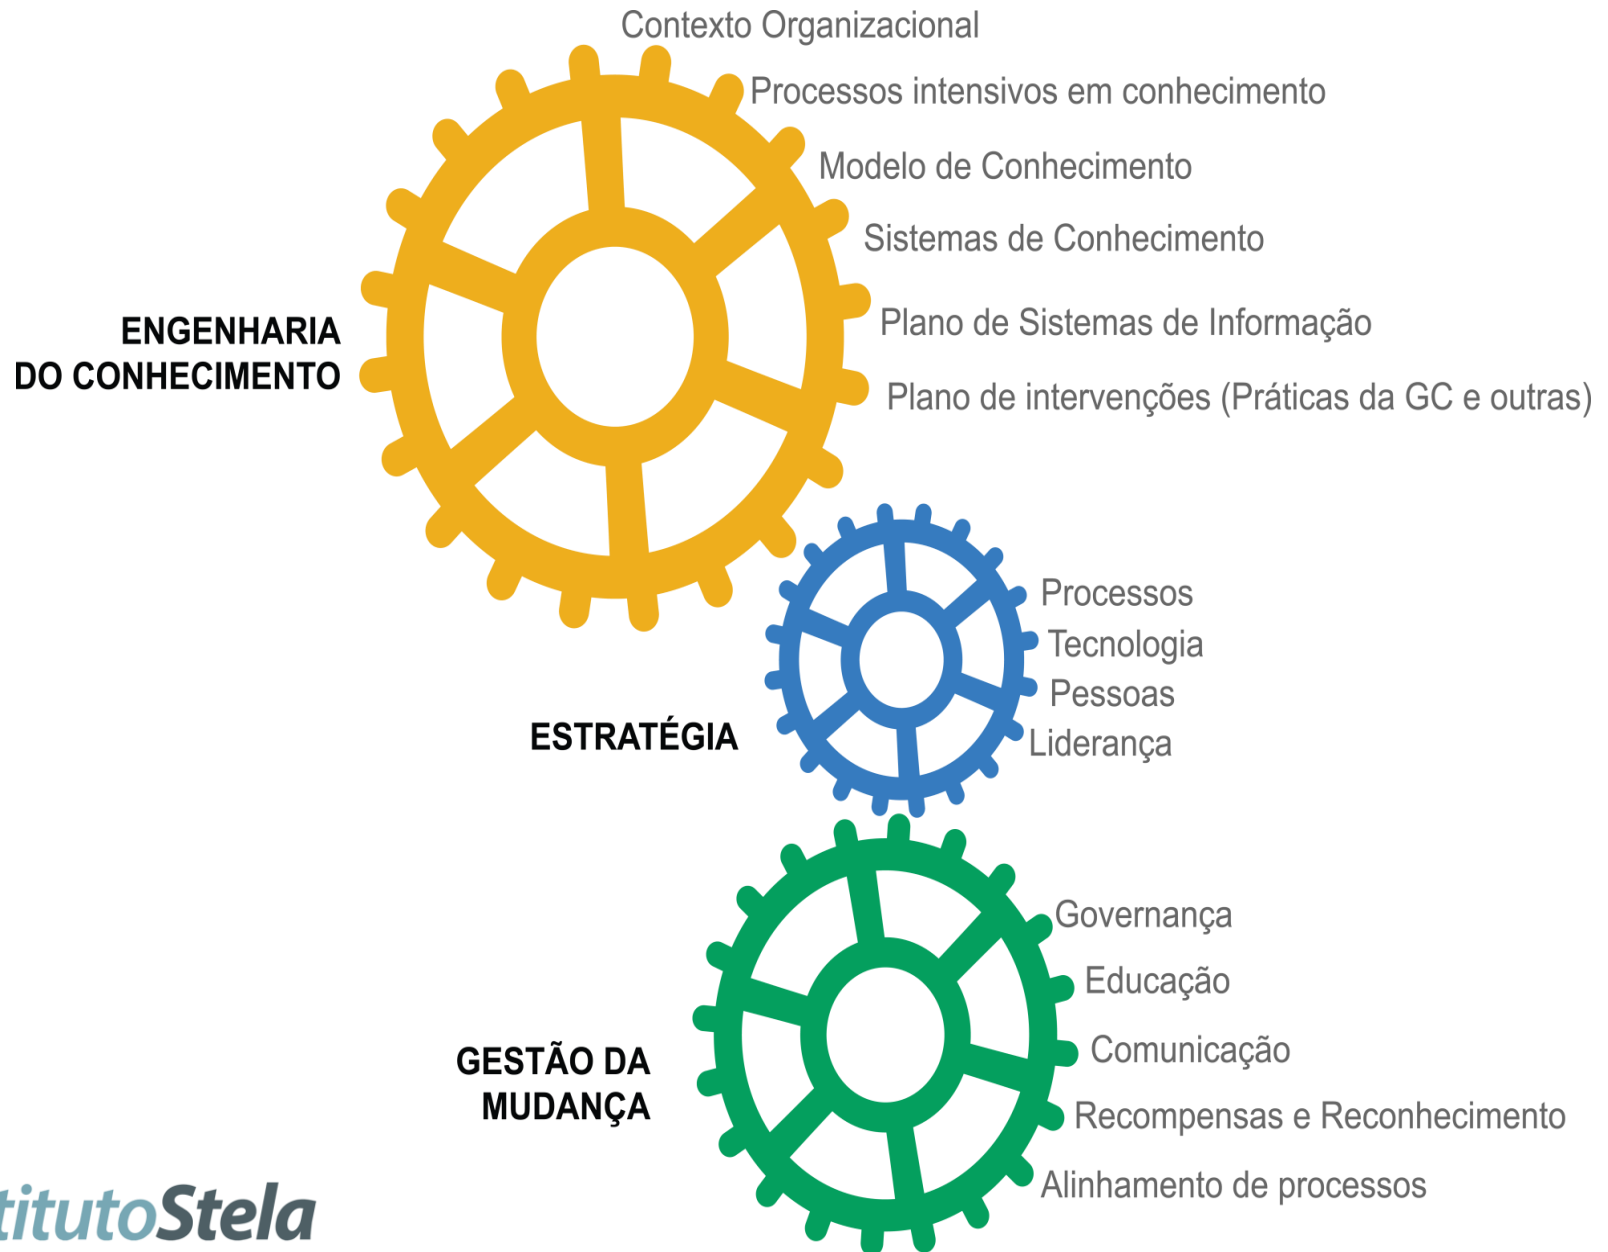 Contexto Organizacional
Processos intensivos em conhecimento
Modelo de Conhecimento
Sistemas de Conhecimento
Plano de Sistemas de Informação
Plano de intervenções (Práticas da GC e outras)
ENGENHARIA
DO CONHECIMENTO
Processos
Tecnologia
Pessoas
Liderança
ESTRATÉGIA
Governança
Educação
Comunicação
Recompensas e Reconhecimento
Alinhamento de processos
GESTÃO DA
MUDANÇA
titutoStela